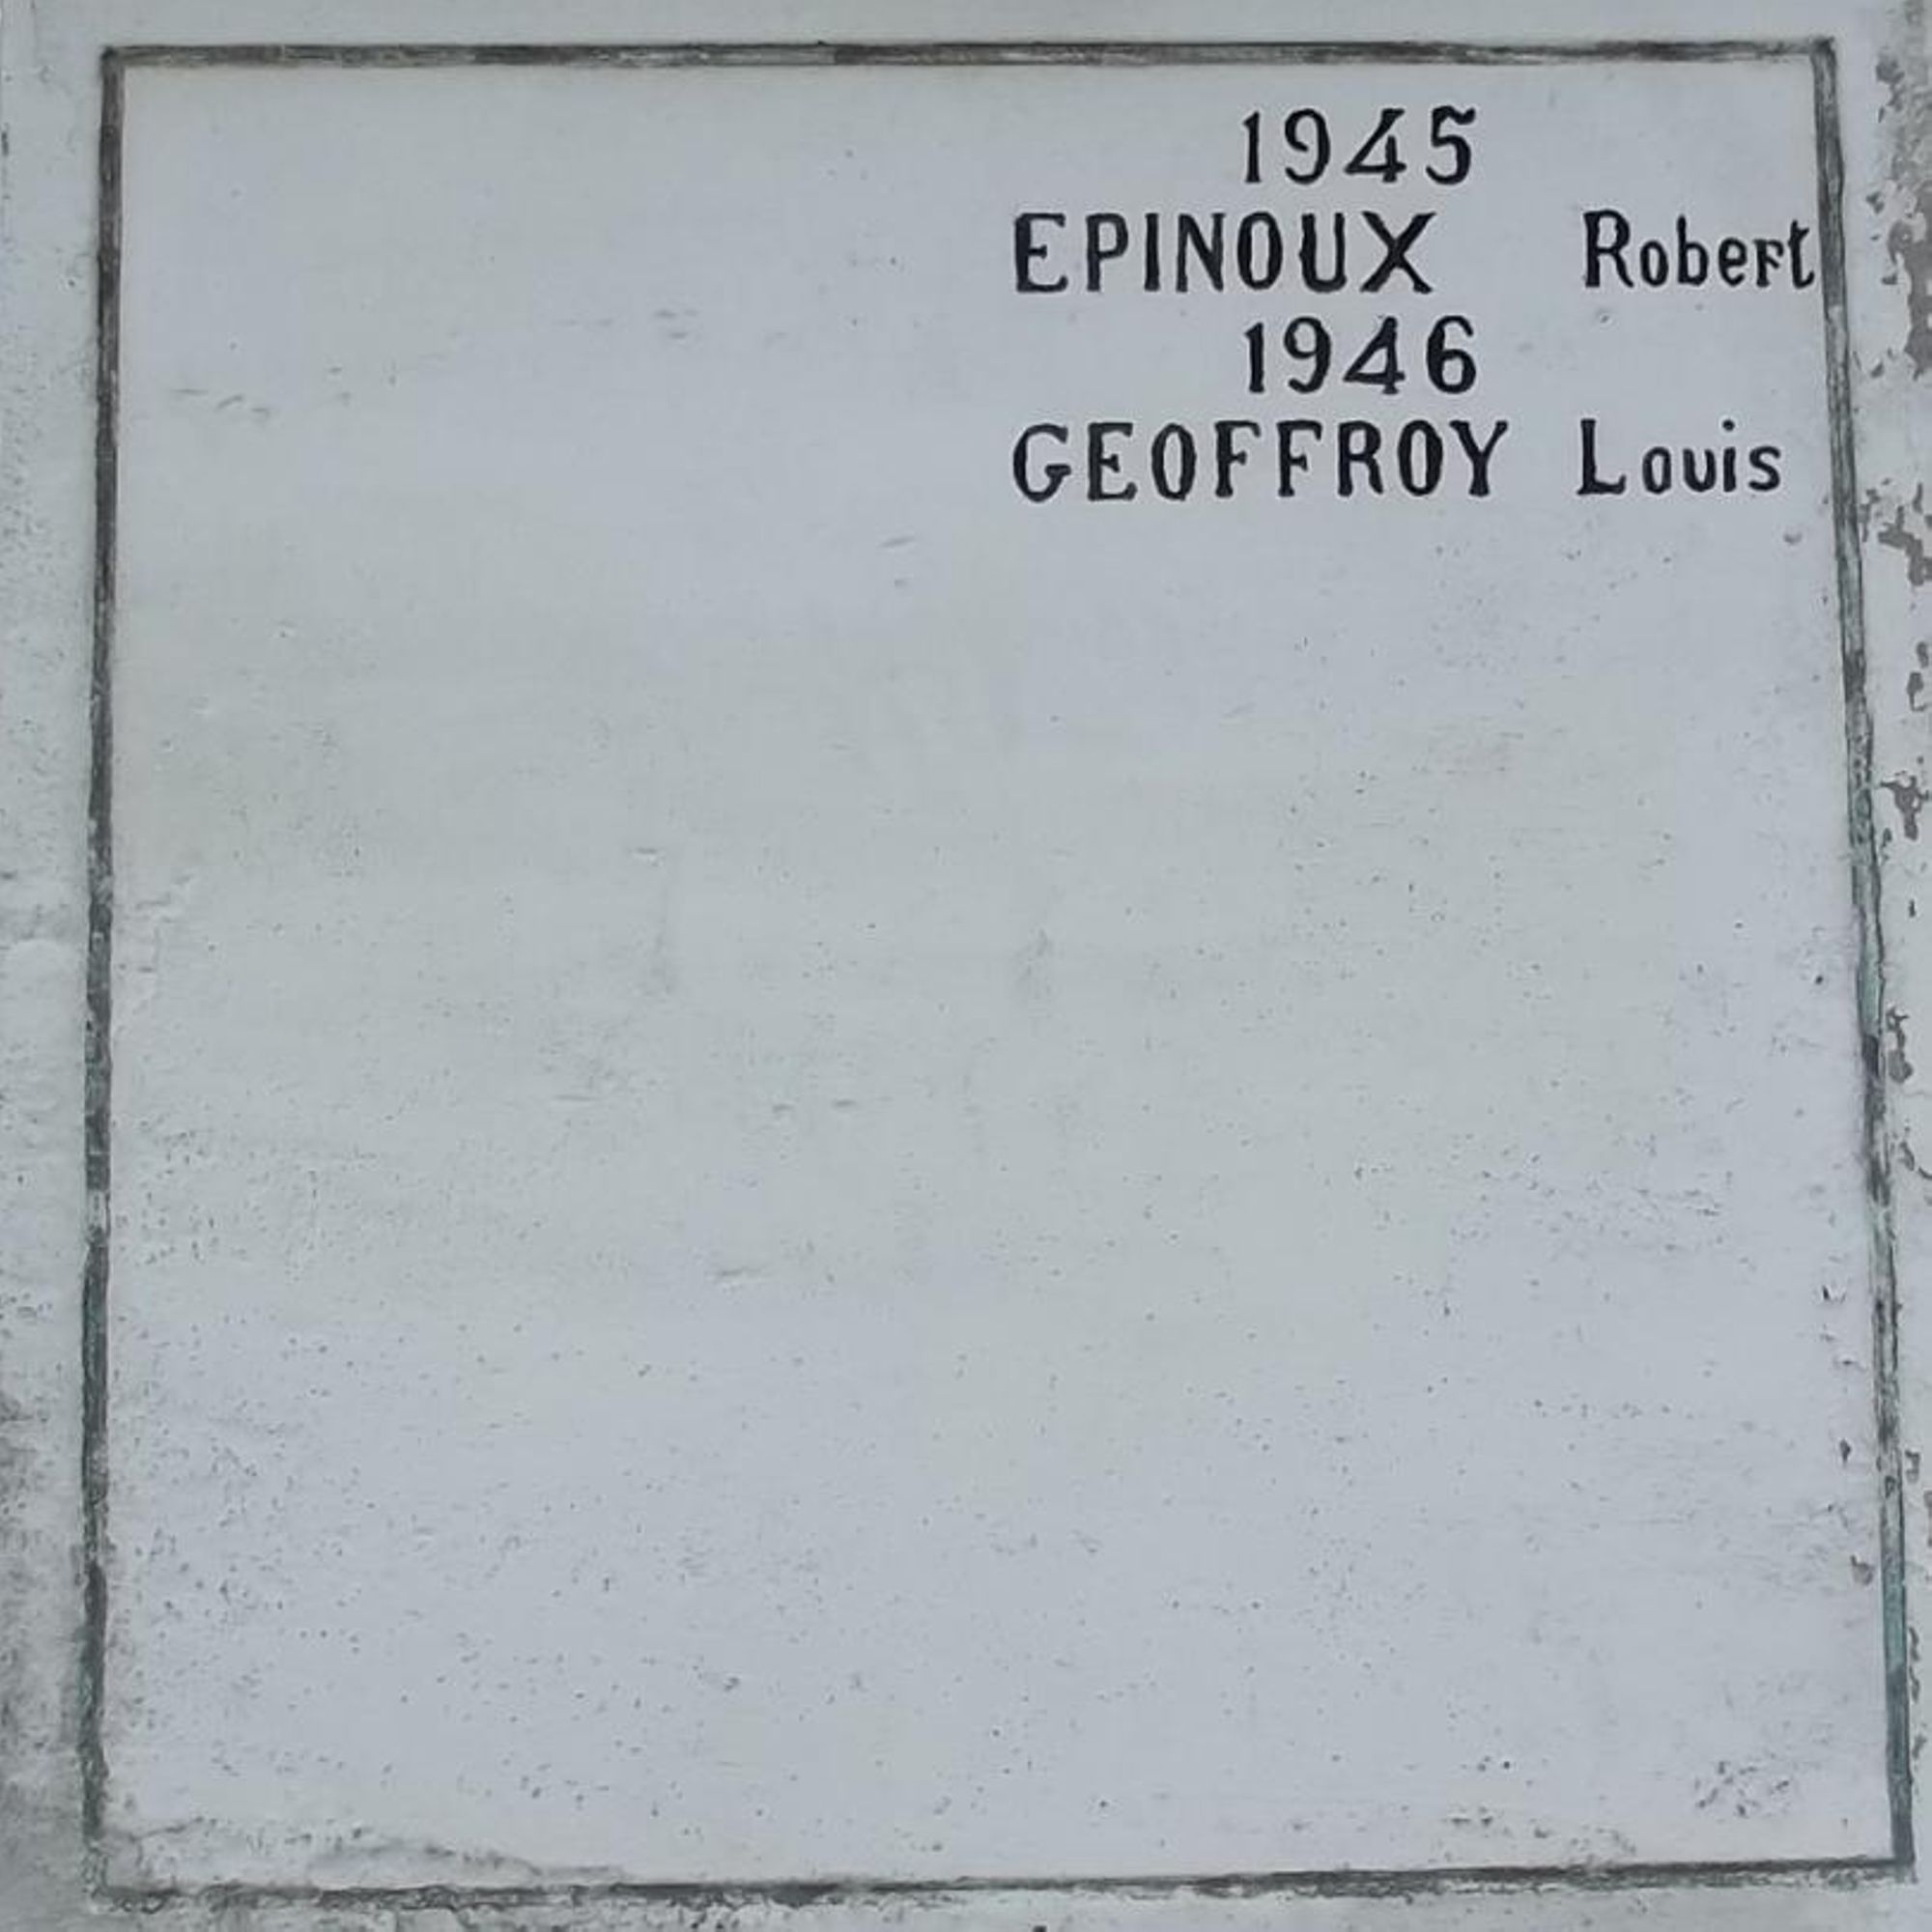 1945
EPINOUX Robert
1946
GEOFFROY Louis